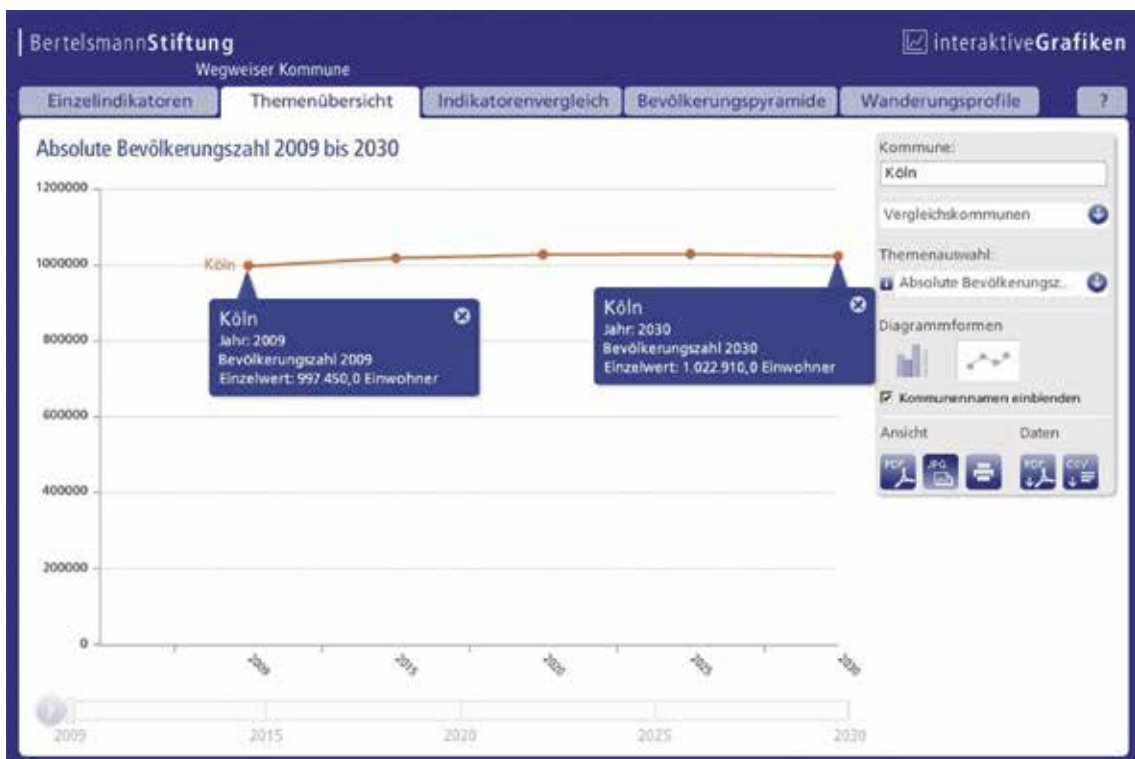 BertelsmannStiftung
Wegweiser Kommune
interaktiveGrafiken
Einzelindikatoren
Themenübersicht
Indikatorenvergleich
Bevölkerungspyramide
Wanderungsprofile
?
Absolute Bevölkerungszahl 2009 bis 2030
1200000
1000000
800000
600000
400000
200000
0
Köln
Köln
Jahr: 2009
Bevölkerungszahl 2009
Einzelwert: 997 450,0 Einwohner
Köln
Jahr: 2030
Bevölkerungszahl 2030
Einzelwert: 1.022 910,0 Einwohner
2009
2015
2020
2025
2030
2009
2015
2020
2025
2030
Kommune:
Köln
Vergleichskommunen
Themenauswahl:
i Absolute Bevölkerungsz..
Diagrammformen
Kommunennamen einblenden
Ansicht
Daten
PDF
JPG
PDF
CSV